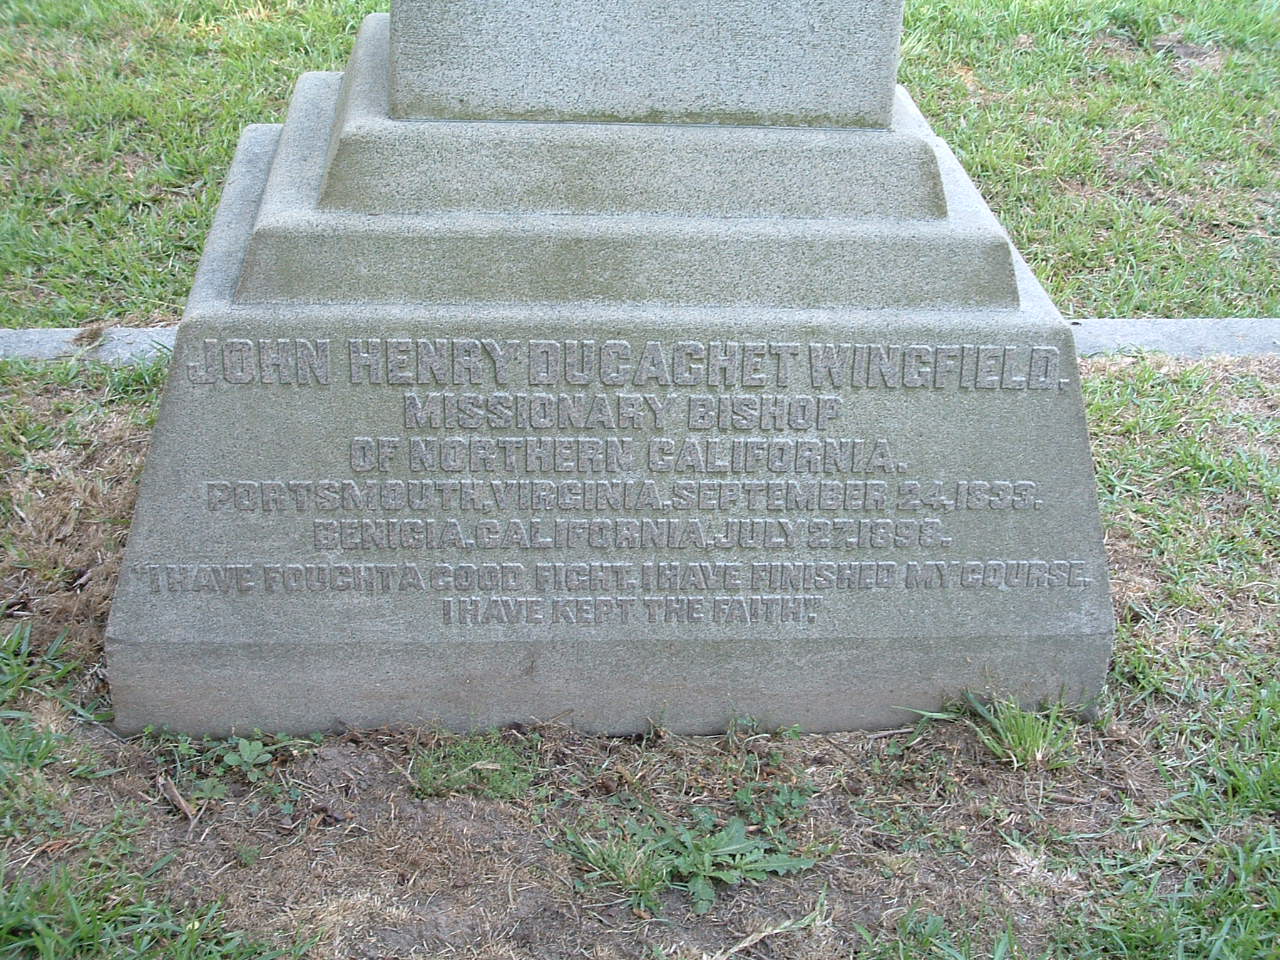 JOHN HENRY DUCACHET WINGFIELD.
MISSIONARY BISHOP
OF NORTHERN CALIFORNIA.
PORTSMOUTH, VIRGINIA, SEPTEMBER 24, 1833.
BENICIA, CALIFORNIA, JULY 27, 1898.
"I HAVE FOUGHT A GOOD FIGHT, I HAVE FINISHED MY COURSE.
I HAVE KEPT THE FAITH".